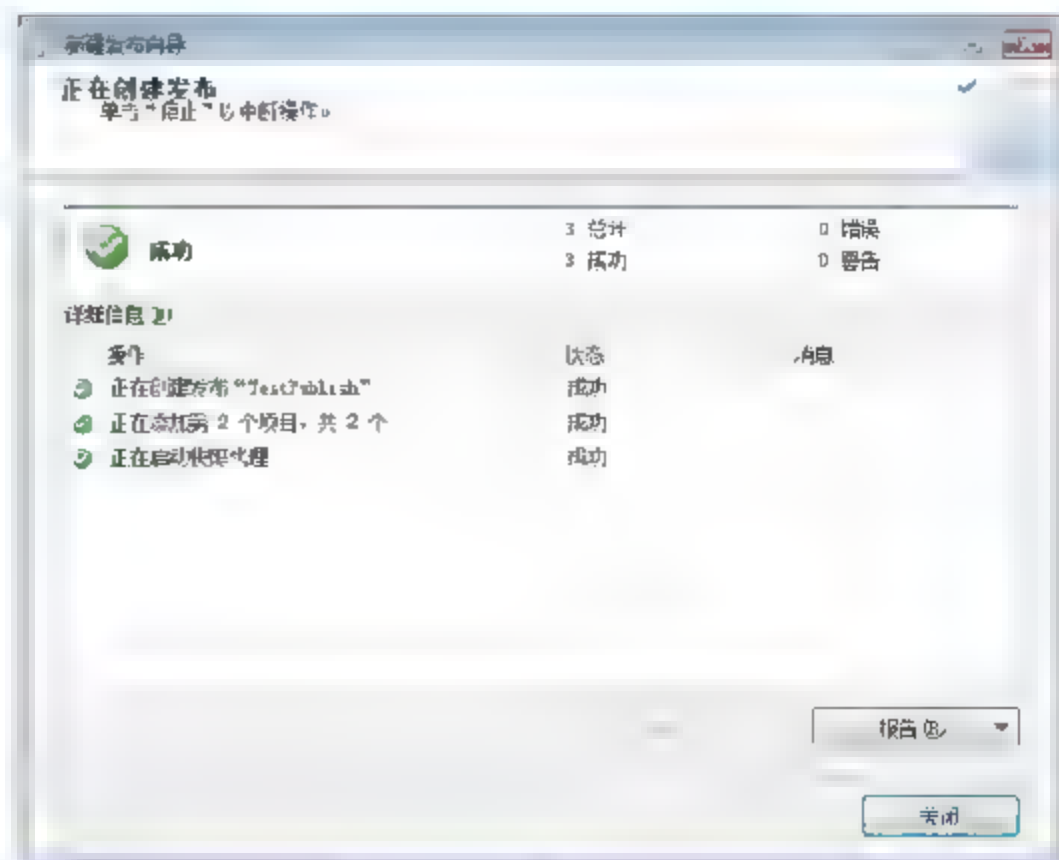 新建发布向导
正在创建发布
单击“停止”以中断操作。
成功
3 总计
0 错误
3 成功
0 警告
详细信息(D)
操作 状态 消息
正在创建发布“TestPublish” 成功
正在添加第 2 个项目，共 2 个 成功
正在启动快照代理 成功
报告(R)
关闭